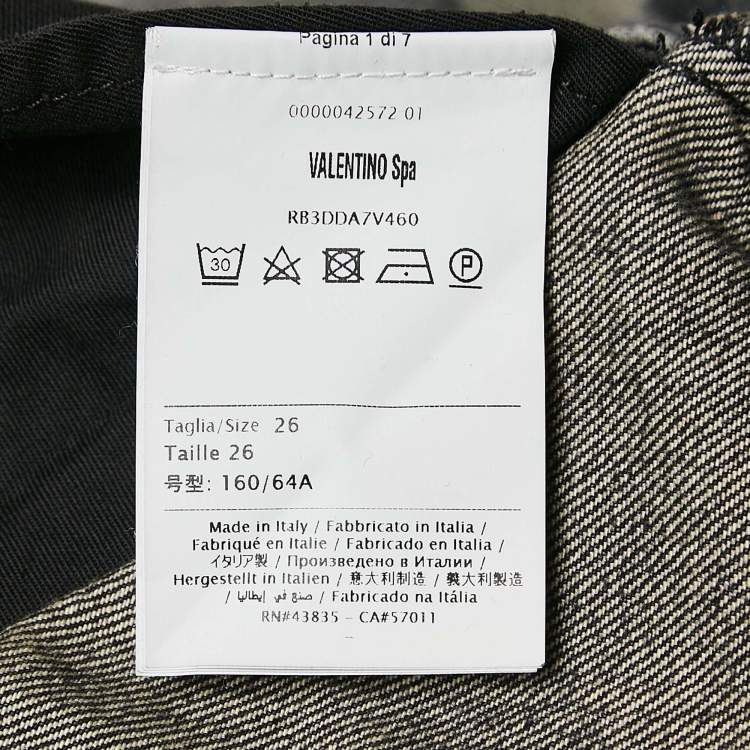 Pagina 1 di 7
0000042572 01
VALENTINO Spa
RB3DDA7V460
30
P
Taglia/Size 26
Taille 26
号型: 160/64A
Made in Italy / Fabbricato in Italia /
Fabriqué en Italie / Fabricado en Italia /
イタリア製 / Произведено в Италии /
Hergestellt in Italien / 意大利制造 / 義大利製造
/ صنع في إيطاليا / Fabricado na Itália
RN#43835 – CA#57011
--